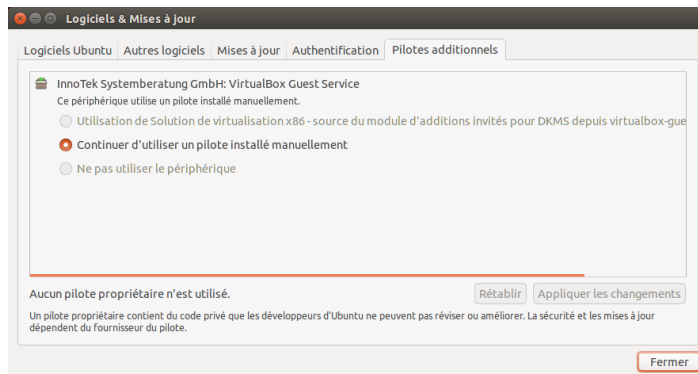 Logiciels & Mises à jour
Logiciels Ubuntu Autres logiciels Mises à jour Authentification Pilotes additionnels
InnoTek Systemberatung GmbH: VirtualBox Guest Service
Ce périphérique utilise un pilote installé manuellement.
Utilisation de Solution de virtualisation x86 - source du module d'additions invités pour DKMS depuis virtualbox-gue
Continuer d'utiliser un pilote installé manuellement
Ne pas utiliser le périphérique
Aucun pilote propriétaire n'est utilisé. Rétablir Appliquer les changements
Un pilote propriétaire contient du code privé que les développeurs d'Ubuntu ne peuvent pas réviser ou améliorer. La sécurité et les mises à jour
dépendent du fournisseur du pilote.
Fermer